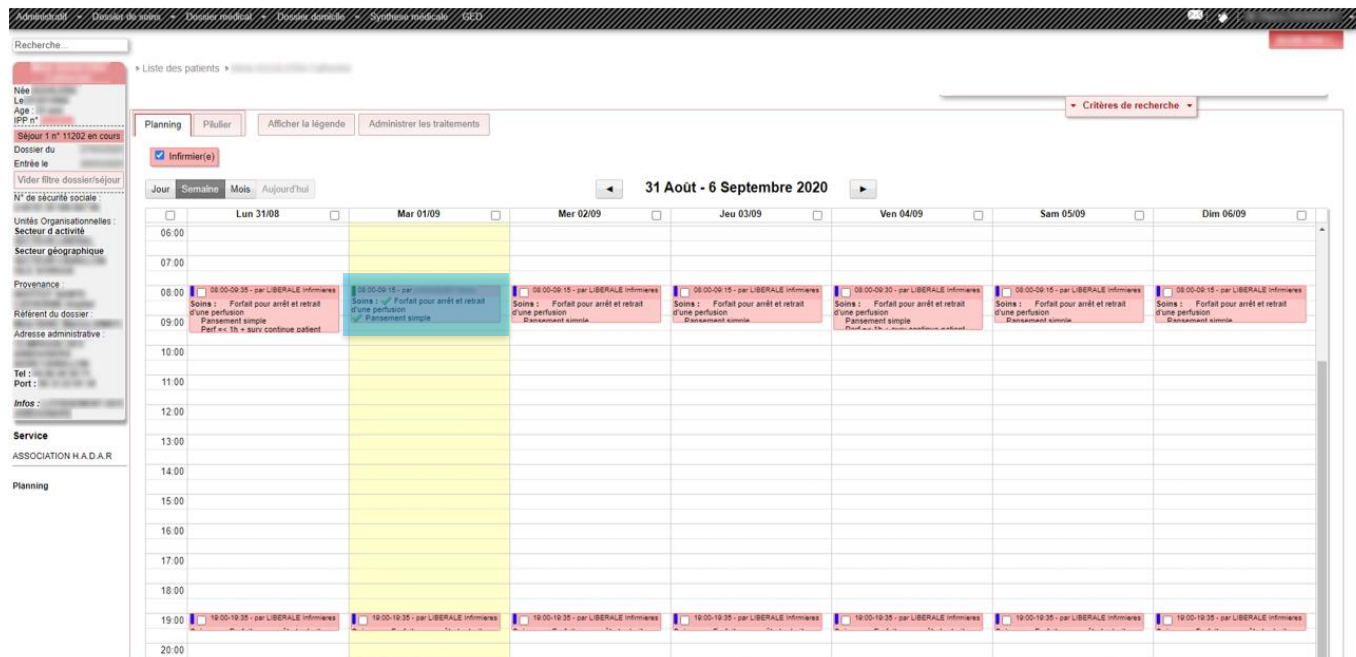 Administratif Dossier de soins Dossier médical Dossier domicile Synthese médicale GED
Recherche...
Liste des patients
Née
Le
Age :
IPP n°
Séjour 1 n° 11202 en cours
Dossier du
Entrée le
Vider filtre dossier/séjour
N° de sécurité sociale :
Unités Organisationnelles :
Secteur d activité
Secteur géographique
Provenance :
Référent du dossier :
Adresse administrative :
Tel :
Port :
Infos :
Service
ASSOCIATION H.A.D.A.R
Planning
Critères de recherche
Planning Pilulier Afficher la légende Administrer les traitements
Infirmier(e)
Jour Semaine Mois Aujourd'hui
31 Août - 6 Septembre 2020
Lun 31/08 Mar 01/09 Mer 02/09 Jeu 03/09 Ven 04/09 Sam 05/09 Dim 06/09
06:00
07:00
08:00
09:00
10:00
11:00
12:00
13:00
14:00
15:00
16:00
17:00
18:00
19:00
20:00
08:00-09:35 - par LIBERALE Infirmieres
Soins : Forfait pour arrêt et retrait
d'une perfusion
Pansement simple
Perf =< 1h + surv continue patient
08:00-09:15 - par
Soins : Forfait pour arrêt et retrait
d'une perfusion
Pansement simple
08:00-09:15 - par LIBERALE Infirmieres
Soins : Forfait pour arrêt et retrait
d'une perfusion
Pansement simple
08:00-09:15 - par LIBERALE Infirmieres
Soins : Forfait pour arrêt et retrait
d'une perfusion
Pansement simple
08:00-09:30 - par LIBERALE Infirmieres
Soins : Forfait pour arrêt et retrait
d'une perfusion
Pansement simple
Perf =< 1h + surv continue patient
08:00-09:15 - par LIBERALE Infirmieres
Soins : Forfait pour arrêt et retrait
d'une perfusion
Pansement simple
08:00-09:15 - par LIBERALE Infirmieres
Soins : Forfait pour arrêt et retrait
d'une perfusion
Pansement simple
19:00-19:35 - par LIBERALE Infirmieres
19:00-19:35 - par LIBERALE Infirmieres
19:00-19:35 - par LIBERALE Infirmieres
19:00-19:35 - par LIBERALE Infirmieres
19:00-19:35 - par LIBERALE Infirmieres
19:00-19:35 - par LIBERALE Infirmieres
19:00-19:35 - par LIBERALE Infirmieres